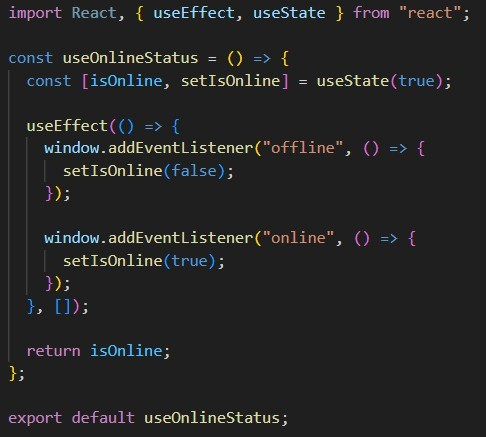 import React, { useEffect, useState } from "react";

const useOnlineStatus = () => {
  const [isOnline, setIsOnline] = useState(true);

  useEffect(() => {
    window.addEventListener("offline", () => {
      setIsOnline(false);
    });

    window.addEventListener("online", () => {
      setIsOnline(true);
    });
  }, []);

  return isOnline;
};

export default useOnlineStatus;